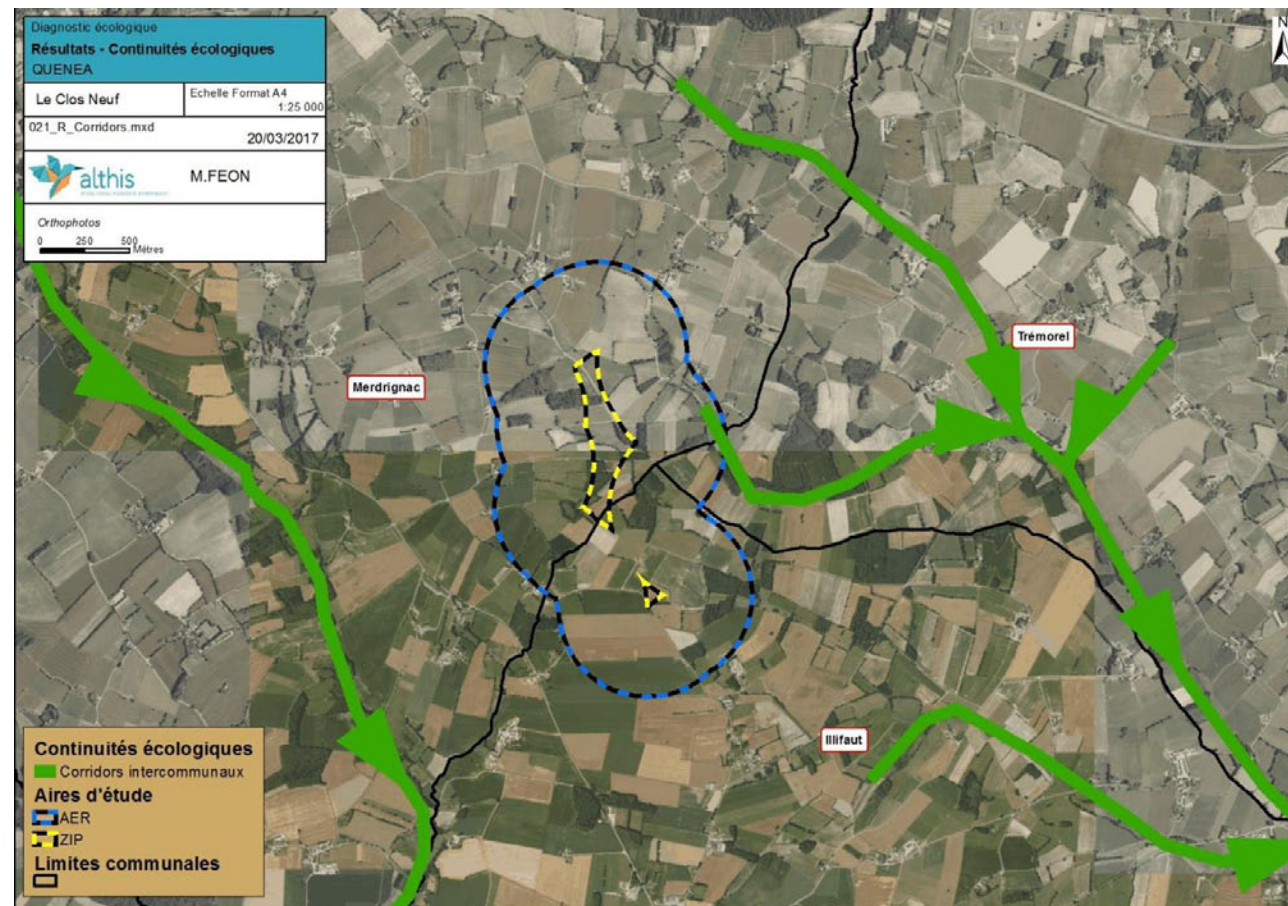 Diagnostic écologique
Résultats - Continuités écologiques
QUENEA
Le Clos Neuf
Echelle Format A4
1:25 000
021_R_Corridors.mxd
20/03/2017
althis
M.FEON
Orthophotos
0 250 500
Mètres
N
Trémorel
Merdrignac
Illifaut
Continuités écologiques
Corridors intercommunaux
Aires d'étude
AER
ZIP
Limites communales